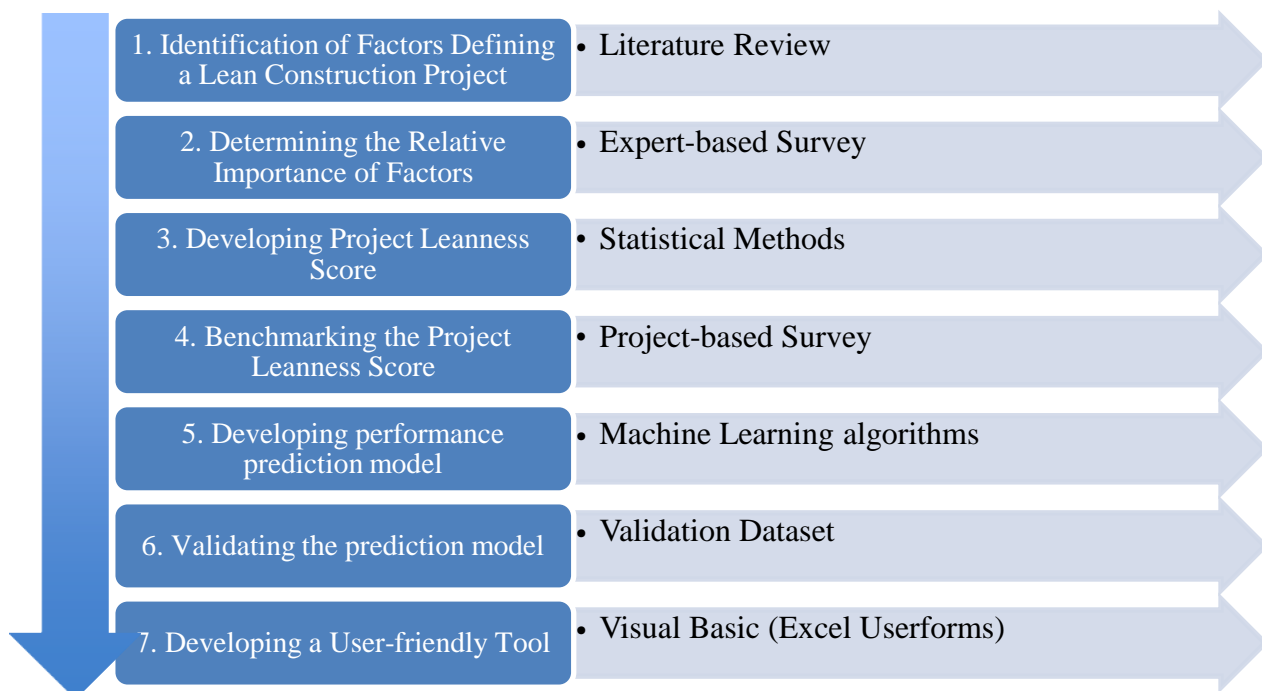 1. Identification of Factors Defining
a Lean Construction Project
• Literature Review
2. Determining the Relative
Importance of Factors
• Expert-based Survey
3. Developing Project Leanness
Score
• Statistical Methods
4. Benchmarking the Project
Leanness Score
• Project-based Survey
5. Developing performance
prediction model
• Machine Learning algorithms
6. Validating the prediction model
• Validation Dataset
7. Developing a User-friendly Tool
• Visual Basic (Excel Userforms)